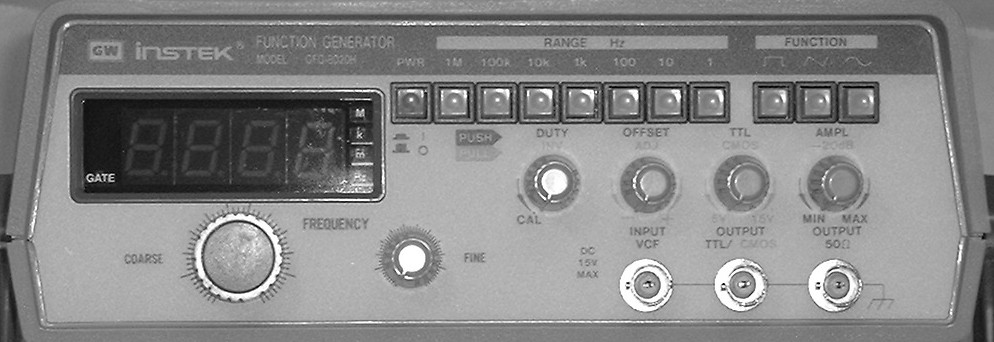 GW INSTEK® FUNCTION GENERATOR
MODEL GFG-8020H
RANGE Hz
FUNCTION
PWR 1M 100k 10k 1k 100 10 1
M
k
m
Hz
GATE
I
O
PUSH
PULL
DUTY OFFSET TTL AMPL
INV ADJ CMOS -20dB
CAL - + 5V 15V MIN MAX
FREQUENCY
COARSE
FINE
INPUT OUTPUT OUTPUT
VCF TTL/ CMOS 50Ω
DC
15V
MAX